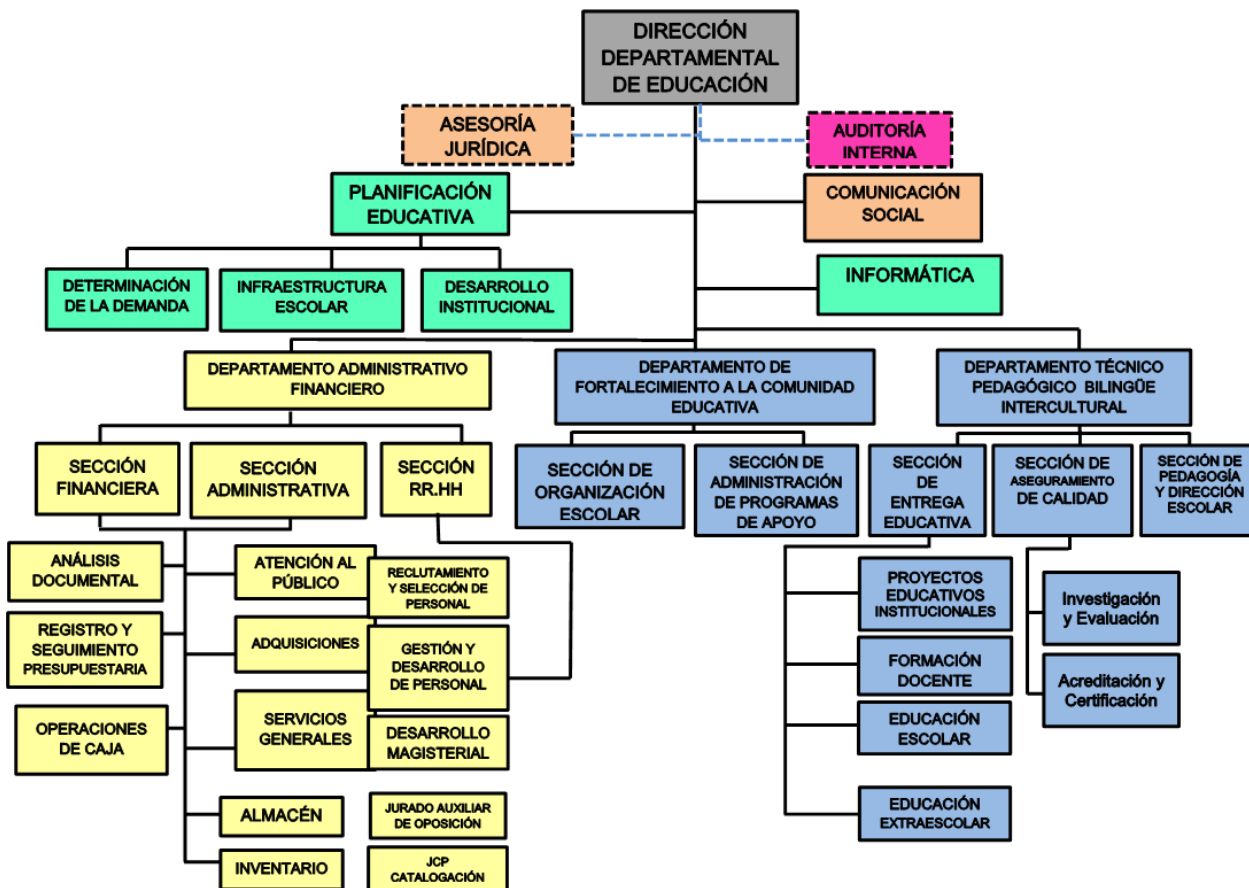 DIRECCIÓN
DEPARTAMENTAL
DE EDUCACIÓN
ASESORÍA
JURÍDICA
AUDITORÍA
INTERNA
PLANIFICACIÓN
EDUCATIVA
COMUNICACIÓN
SOCIAL
DETERMINACIÓN
DE LA DEMANDA
INFRAESTRUCTURA
ESCOLAR
DESARROLLO
INSTITUCIONAL
INFORMÁTICA
DEPARTAMENTO ADMINISTRATIVO
FINANCIERO
DEPARTAMENTO DE
FORTALECIMIENTO A LA COMUNIDAD
EDUCATIVA
DEPARTAMENTO TÉCNICO
PEDAGÓGICO BILINGÜE
INTERCULTURAL
SECCIÓN
FINANCIERA
SECCIÓN
ADMINISTRATIVA
SECCIÓN
RR.HH
SECCIÓN DE
ORGANIZACIÓN
ESCOLAR
SECCIÓN DE
ADMINISTRACIÓN
DE PROGRAMAS
DE APOYO
SECCIÓN
DE
ENTREGA
EDUCATIVA
SECCIÓN DE
ASEGURAMIENTO
DE CALIDAD
SECCIÓN DE
PEDAGOGÍA
Y DIRECCIÓN
ESCOLAR
ANÁLISIS
DOCUMENTAL
REGISTRO Y
SEGUIMIENTO
PRESUPUESTARIA
OPERACIONES
DE CAJA
ATENCIÓN AL
PÚBLICO
ADQUISICIONES
SERVICIOS
GENERALES
ALMACÉN
INVENTARIO
RECLUTAMIENTO
Y SELECCIÓN DE
PERSONAL
GESTIÓN Y
DESARROLLO
DE PERSONAL
DESARROLLO
MAGISTERIAL
JURADO AUXILIAR
DE OPOSICIÓN
JCP
CATALOGACIÓN
PROYECTOS
EDUCATIVOS
INSTITUCIONALES
FORMACIÓN
DOCENTE
EDUCACIÓN
ESCOLAR
EDUCACIÓN
EXTRAESCOLAR
Investigación
y Evaluación
Acreditación y
Certificación